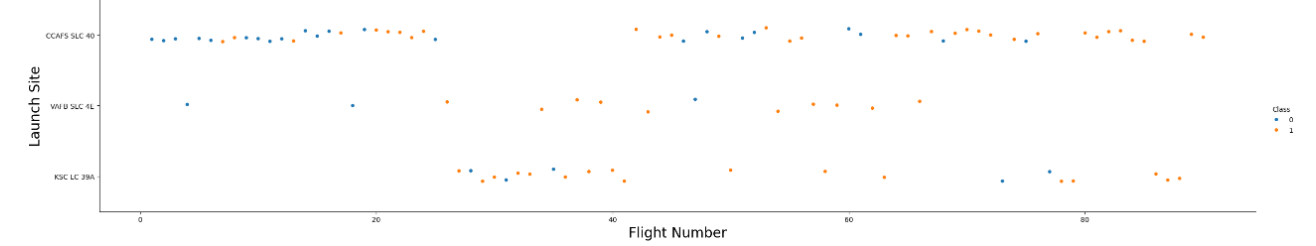 CCAFS SLC 40
VAFB SLC 4E
KSC LC 39A
Launch Site
0
20
40
60
80
Flight Number
Class
0
1